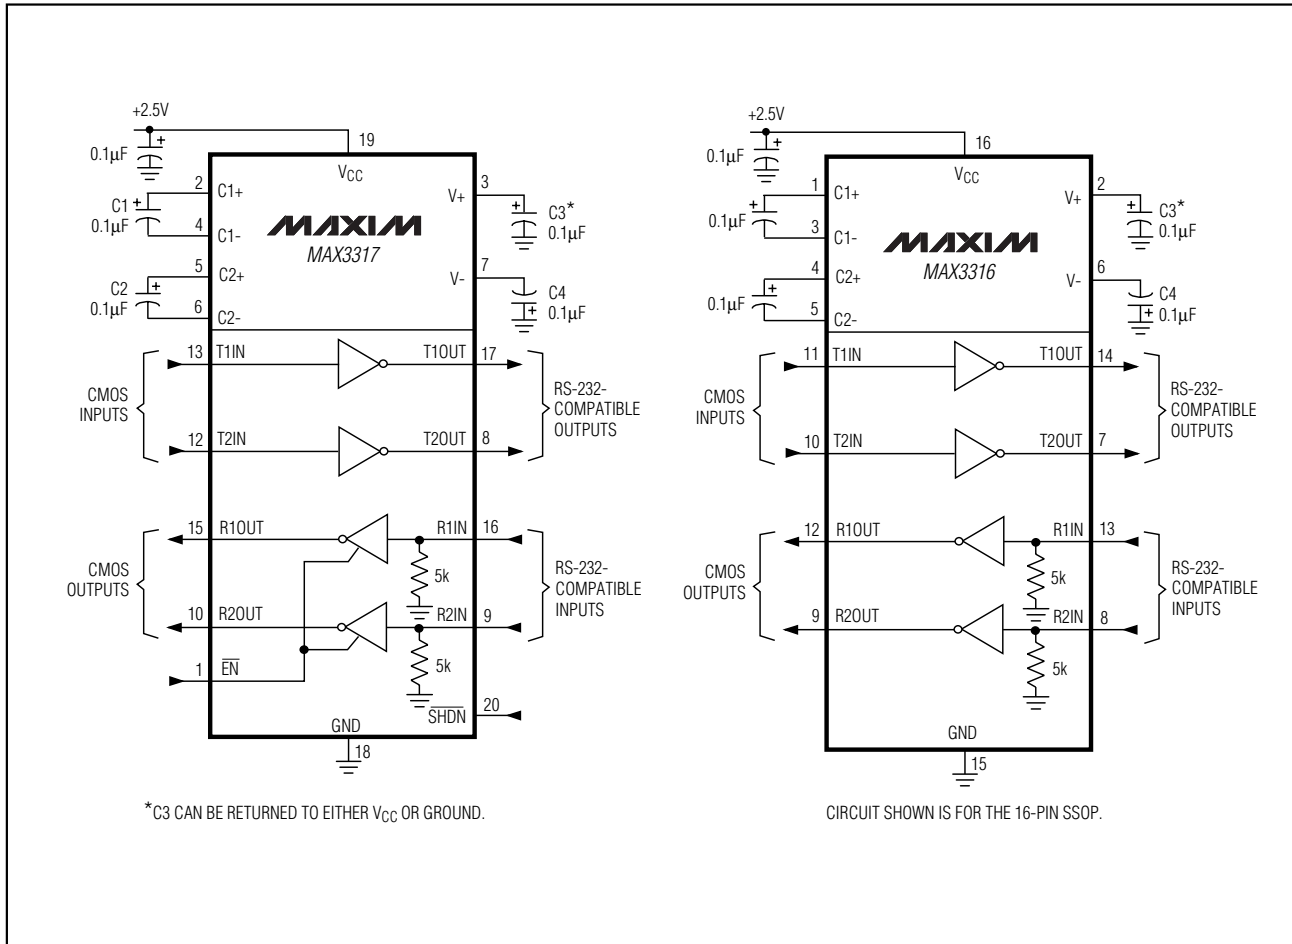 +2.5V
19
0.1µF
+
VCC
2
C1+
V+
3
C1
0.1µF
+
MAXIM
MAX3317
+
C3*
0.1µF
4
C1-
5
C2+
V-
7
C2
0.1µF
+
C4
0.1µF
+
6
C2-
CMOS
INPUTS
13
T1IN
T1OUT
17
RS-232-
COMPATIBLE
OUTPUTS
12
T2IN
T2OUT
8
CMOS
OUTPUTS
15
R1OUT
R1IN
16
5k
RS-232-
COMPATIBLE
INPUTS
10
R2OUT
R2IN
9
5k
1
EN
SHDN
20
GND
18
*C3 CAN BE RETURNED TO EITHER VCC OR GROUND.
+2.5V
16
0.1µF
+
VCC
1
C1+
V+
2
0.1µF
+
MAXIM
MAX3316
+
C3*
0.1µF
3
C1-
4
C2+
V-
6
0.1µF
+
C4
0.1µF
+
5
C2-
CMOS
INPUTS
11
T1IN
T1OUT
14
RS-232-
COMPATIBLE
OUTPUTS
10
T2IN
T2OUT
7
CMOS
OUTPUTS
12
R1OUT
R1IN
13
5k
RS-232-
COMPATIBLE
INPUTS
9
R2OUT
R2IN
8
5k
GND
15
CIRCUIT SHOWN IS FOR THE 16-PIN SSOP.